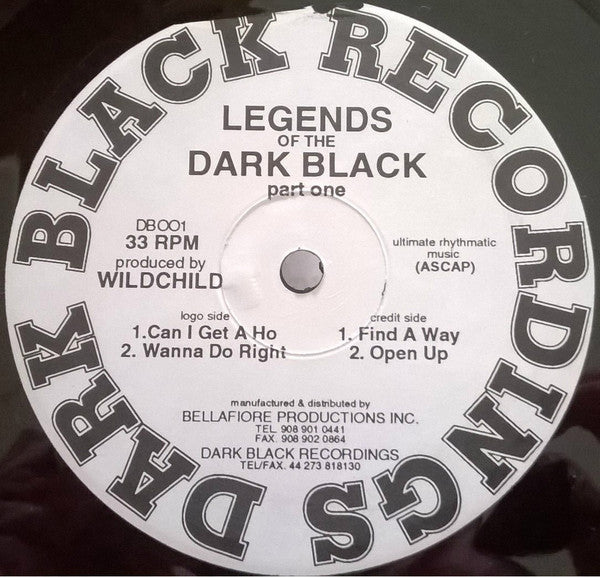 DARK BLACK RECORDINGS
LEGENDS
OF THE
DARK BLACK
part one
DB001
33 RPM
produced by
WILDCHILD
ultimate rhythmatic
music
(ASCAP)
logo side
1.Can I Get A Ho
2. Wanna Do Right
credit side
1. Find A Way
2. Open Up
manufactured & distributed by
BELLAFIORE PRODUCTIONS INC.
TEL. 908 901 0441
FAX. 908 902 0864
DARK BLACK RECORDINGS
TEL/FAX. 44 273 818130